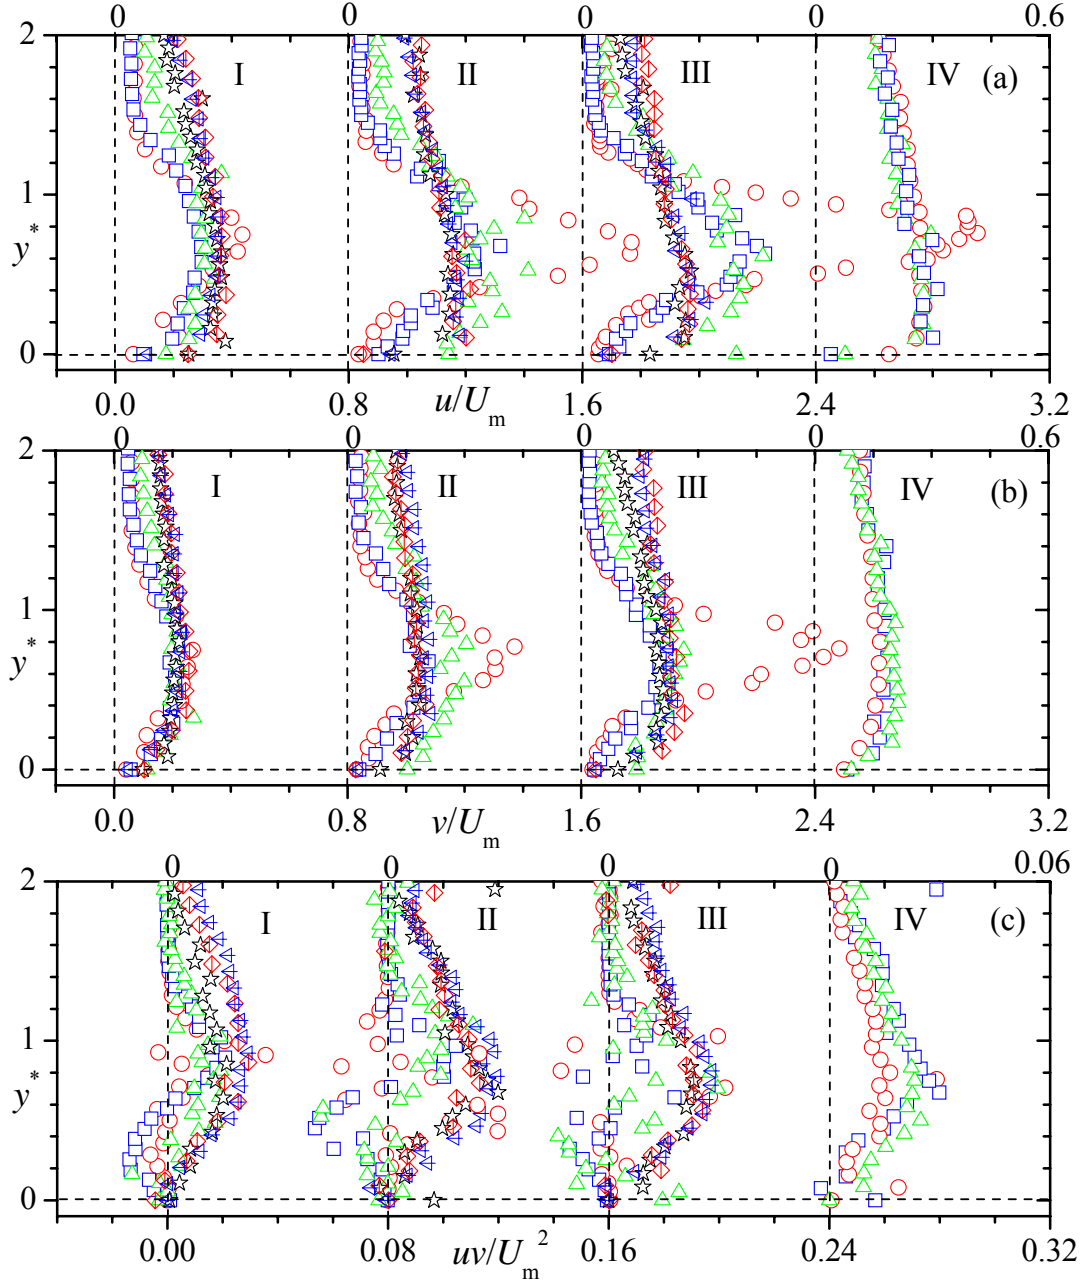 0 0 0 0 0.6
2
I II III IV (a)
1
y*
0
0.0 0.8 u/Uₘ 1.6 2.4 3.2
0 0 0 0 0.6
2
I II III IV (b)
1
y*
0
0.0 0.8 v/Uₘ 1.6 2.4 3.2
0 0 0 0 0.06
2
I II III IV (c)
1
y*
0
0.00 0.08 uv/Uₘ² 0.16 0.24 0.32